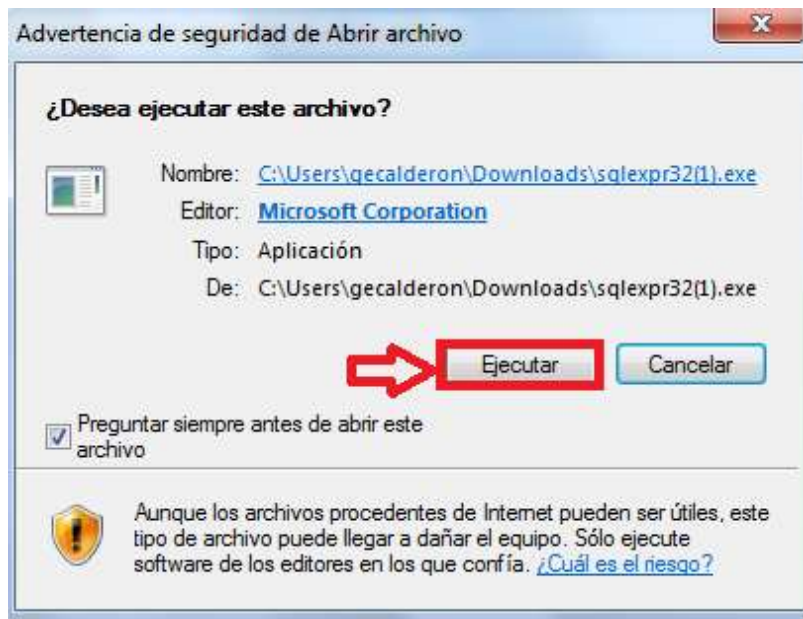 Advertencia de seguridad de Abrir archivo
¿Desea ejecutar este archivo?
Nombre: C:\Users\gecalderon\Downloads\sqlexpr32(1).exe
Editor: Microsoft Corporation
Tipo: Aplicación
De: C:\Users\gecalderon\Downloads\sqlexpr32(1).exe
Ejecutar Cancelar
Preguntar siempre antes de abrir este
archivo
Aunque los archivos procedentes de Internet pueden ser útiles, este
tipo de archivo puede llegar a dañar el equipo. Sólo ejecute
software de los editores en los que confía. ¿Cuál es el riesgo?